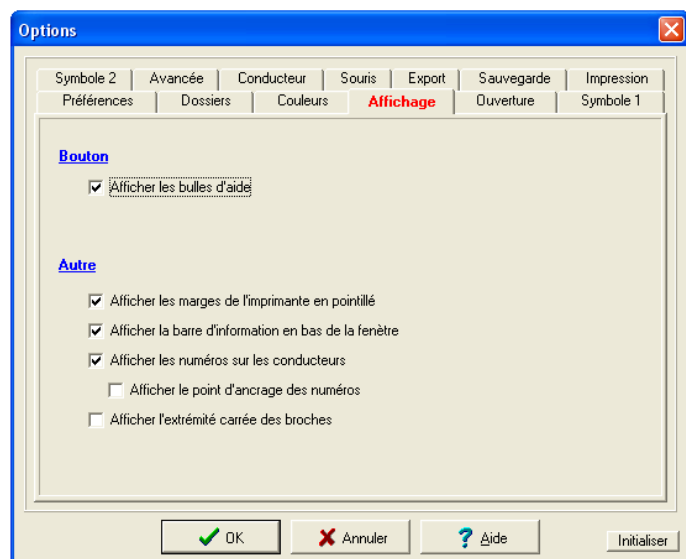 Options
Symbole 2 Avancée Conducteur Souris Export Sauvegarde Impression
Préférences Dossiers Couleurs Affichage Ouverture Symbole 1
Bouton
Afficher les bulles d'aide
Autre
Afficher les marges de l'imprimante en pointillé
Afficher la barre d'information en bas de la fenètre
Afficher les numéros sur les conducteurs
Afficher le point d'ancrage des numéros
Afficher l'extrémité carrée des broches
OK Annuler Aide Initialiser